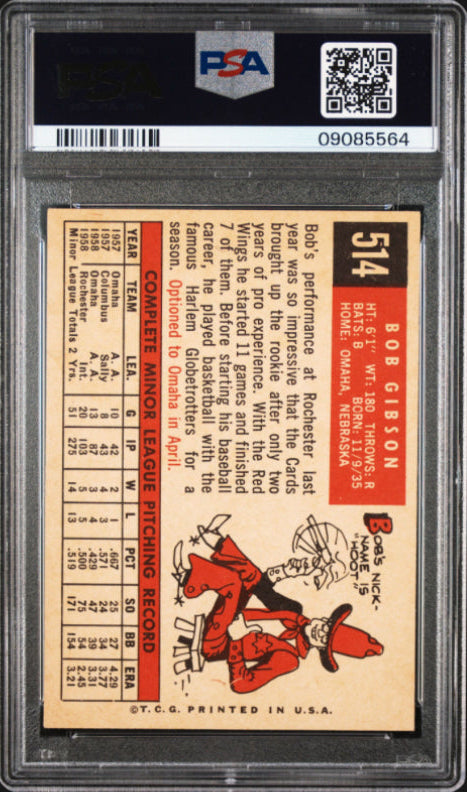 PSA
09085564
514
BOB GIBSON
HT: 6'1" WT: 180 THROWS: R
BATS: B BORN: 11/9/35
HOME: OMAHA, NEBRASKA
Bob's performance at Rochester last
year was so impressive that the Cards
brought up the rookie after only two
years of pro experience. With the Red
Wings he started 11 games and finished
7 of them. Before starting his baseball
career, he played basketball with the
famous Harlem Globetrotters for a
season. Optioned to Omaha in April.
BOB'S NICK-
NAME IS
"HOOT"
COMPLETE MINOR LEAGUE PITCHING RECORD
YEAR TEAM LEA. G IP W L PCT SO BB ERA
1957 Omaha A. A. 10 42 2 1 .667 25 27 4.29
1957 Columbus Sally 8 43 4 3 .571 24 34 3.77
1958 Omaha A. A. 13 87 3 4 .429 47 39 3.31
1958 Rochester Int. 20 103 5 5 .500 75 54 2.45
Minor League Totals 2 Yrs. 51 275 14 13 .519 171 154 3.21
©T.C.G. PRINTED IN U.S.A.